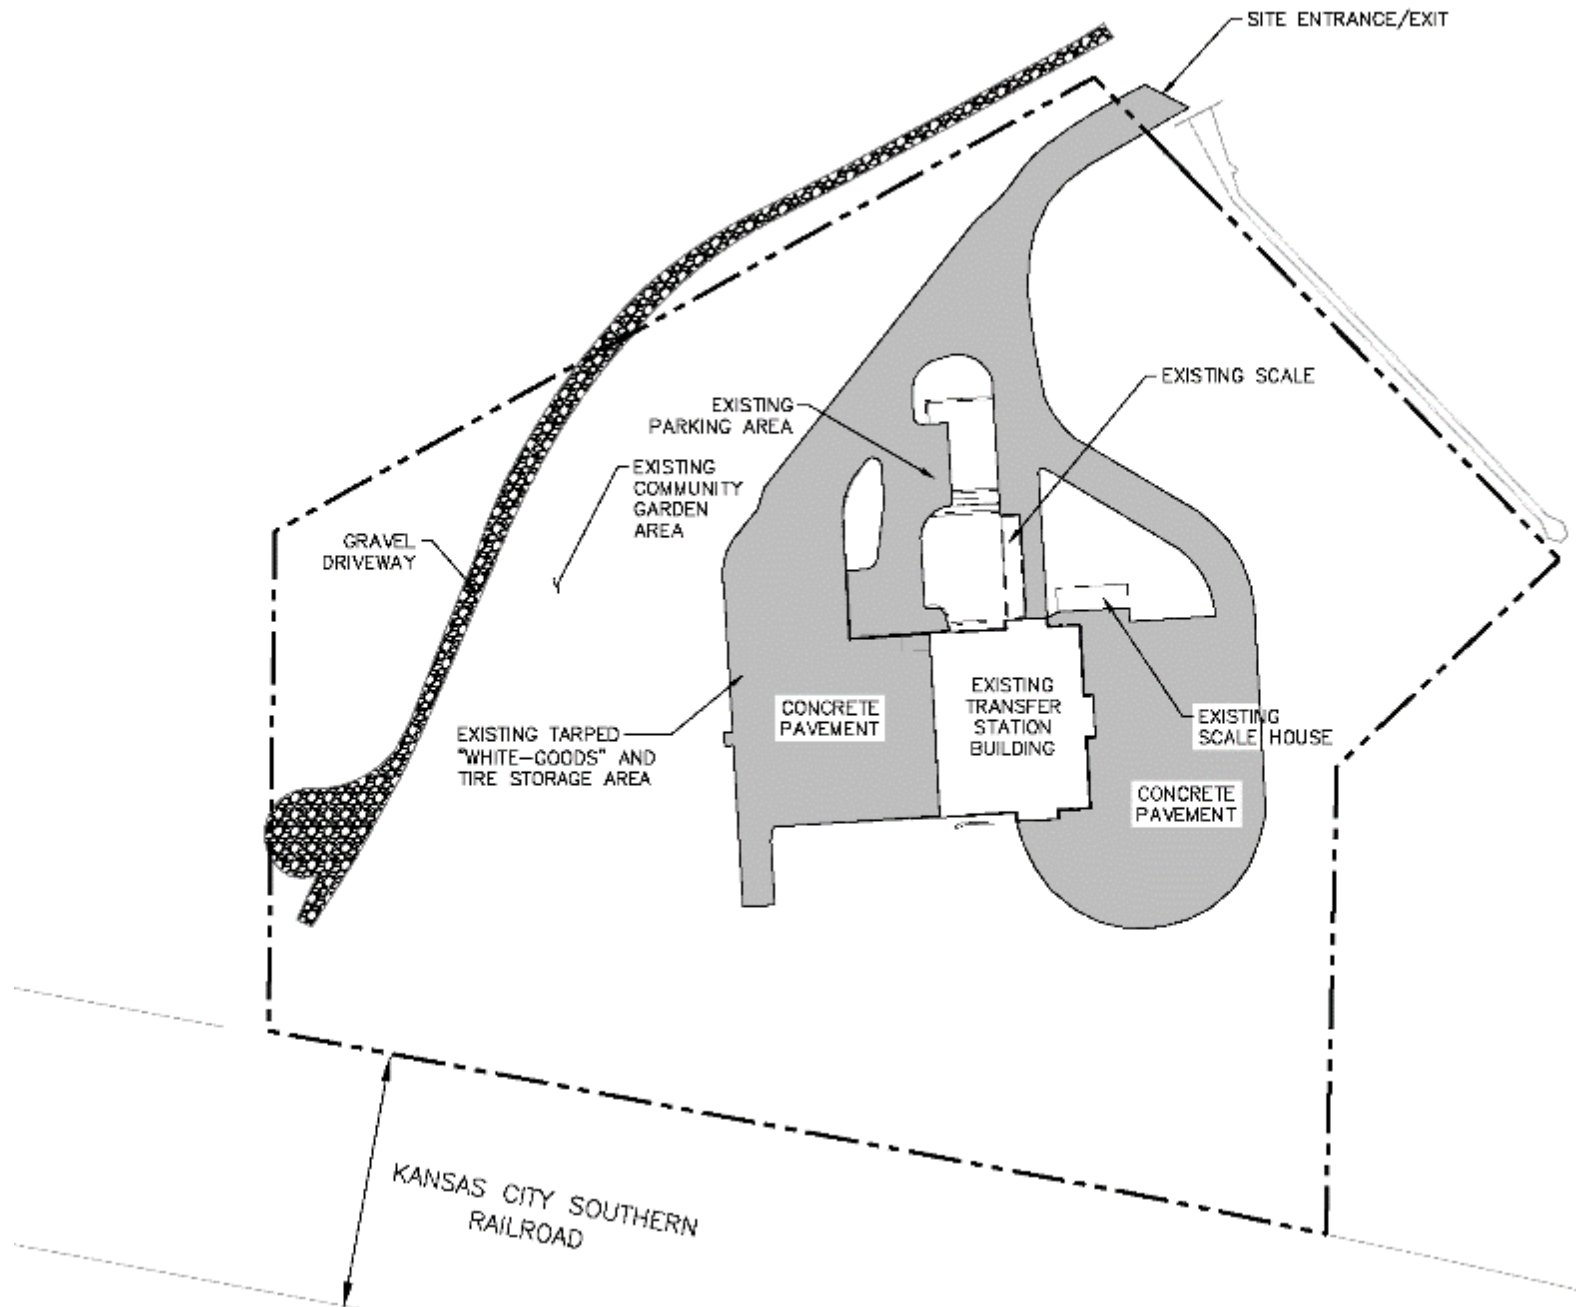 SITE ENTRANCE/EXIT
EXISTING SCALE
EXISTING
PARKING AREA
EXISTING
COMMUNITY
GARDEN
AREA
GRAVEL
DRIVEWAY
EXISTING TARPED
"WHITE-GOODS" AND
TIRE STORAGE AREA
CONCRETE
PAVEMENT
EXISTING
TRANSFER
STATION
BUILDING
EXISTING
SCALE HOUSE
CONCRETE
PAVEMENT
KANSAS CITY SOUTHERN
RAILROAD